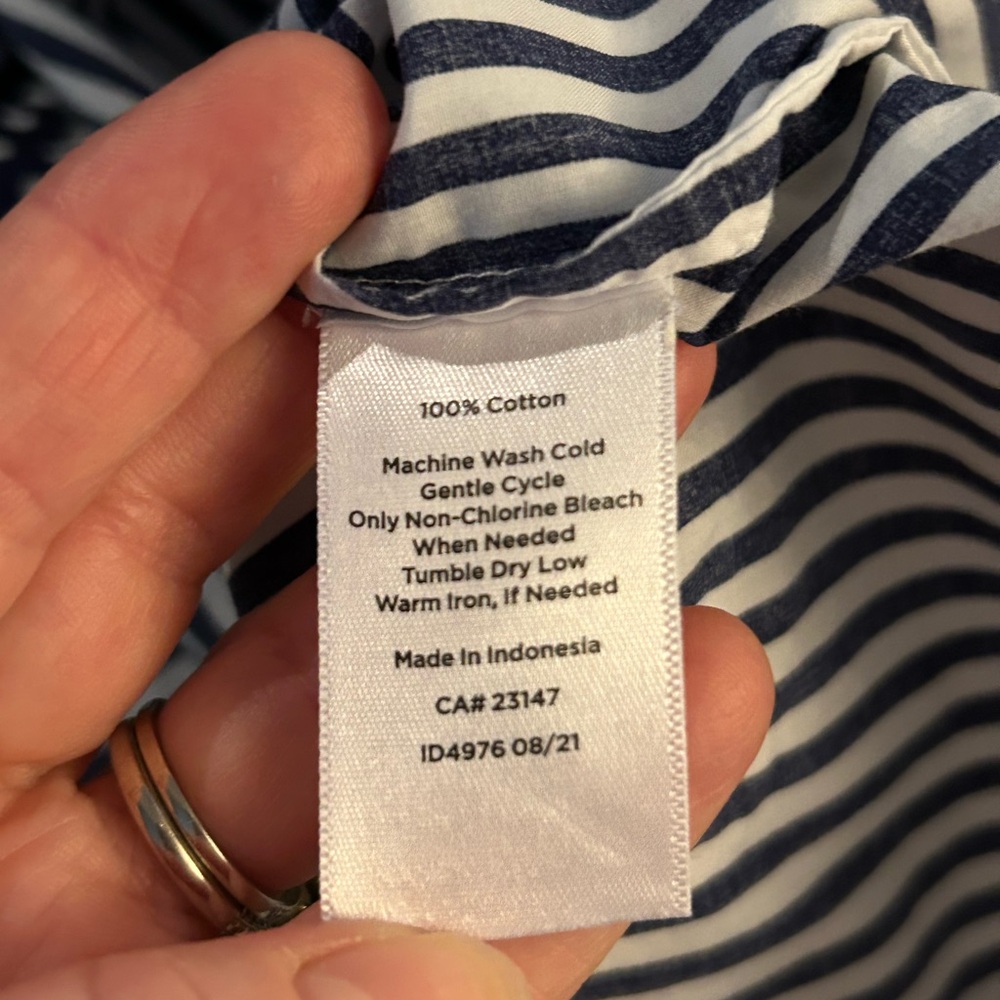 100% Cotton
Machine Wash Cold
Gentle Cycle
Only Non-Chlorine Bleach
When Needed
Tumble Dry Low
Warm Iron, If Needed
Made In Indonesia
CA# 23147
ID4976 08/21